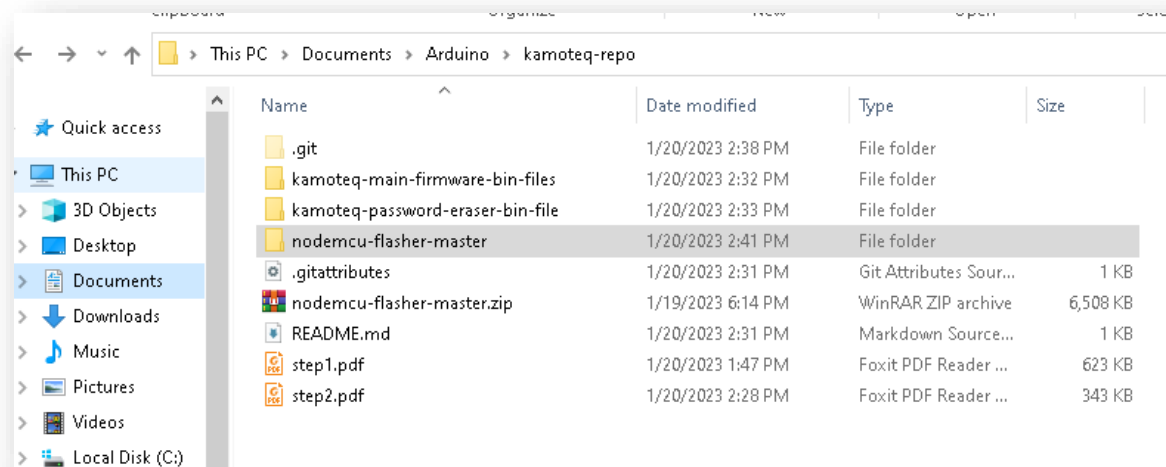 This PC > Documents > Arduino > kamoteq-repo
Name Date modified Type Size
Quick access
This PC
3D Objects
Desktop
Documents
Downloads
Music
Pictures
Videos
Local Disk (C:)
.git 1/20/2023 2:38 PM File folder
kamoteq-main-firmware-bin-files 1/20/2023 2:32 PM File folder
kamoteq-password-eraser-bin-file 1/20/2023 2:33 PM File folder
nodemcu-flasher-master 1/20/2023 2:41 PM File folder
.gitattributes 1/20/2023 2:31 PM Git Attributes Sour... 1 KB
nodemcu-flasher-master.zip 1/19/2023 6:14 PM WinRAR ZIP archive 6,508 KB
README.md 1/20/2023 2:31 PM Markdown Source... 1 KB
step1.pdf 1/20/2023 1:47 PM Foxit PDF Reader ... 623 KB
step2.pdf 1/20/2023 2:28 PM Foxit PDF Reader ... 343 KB